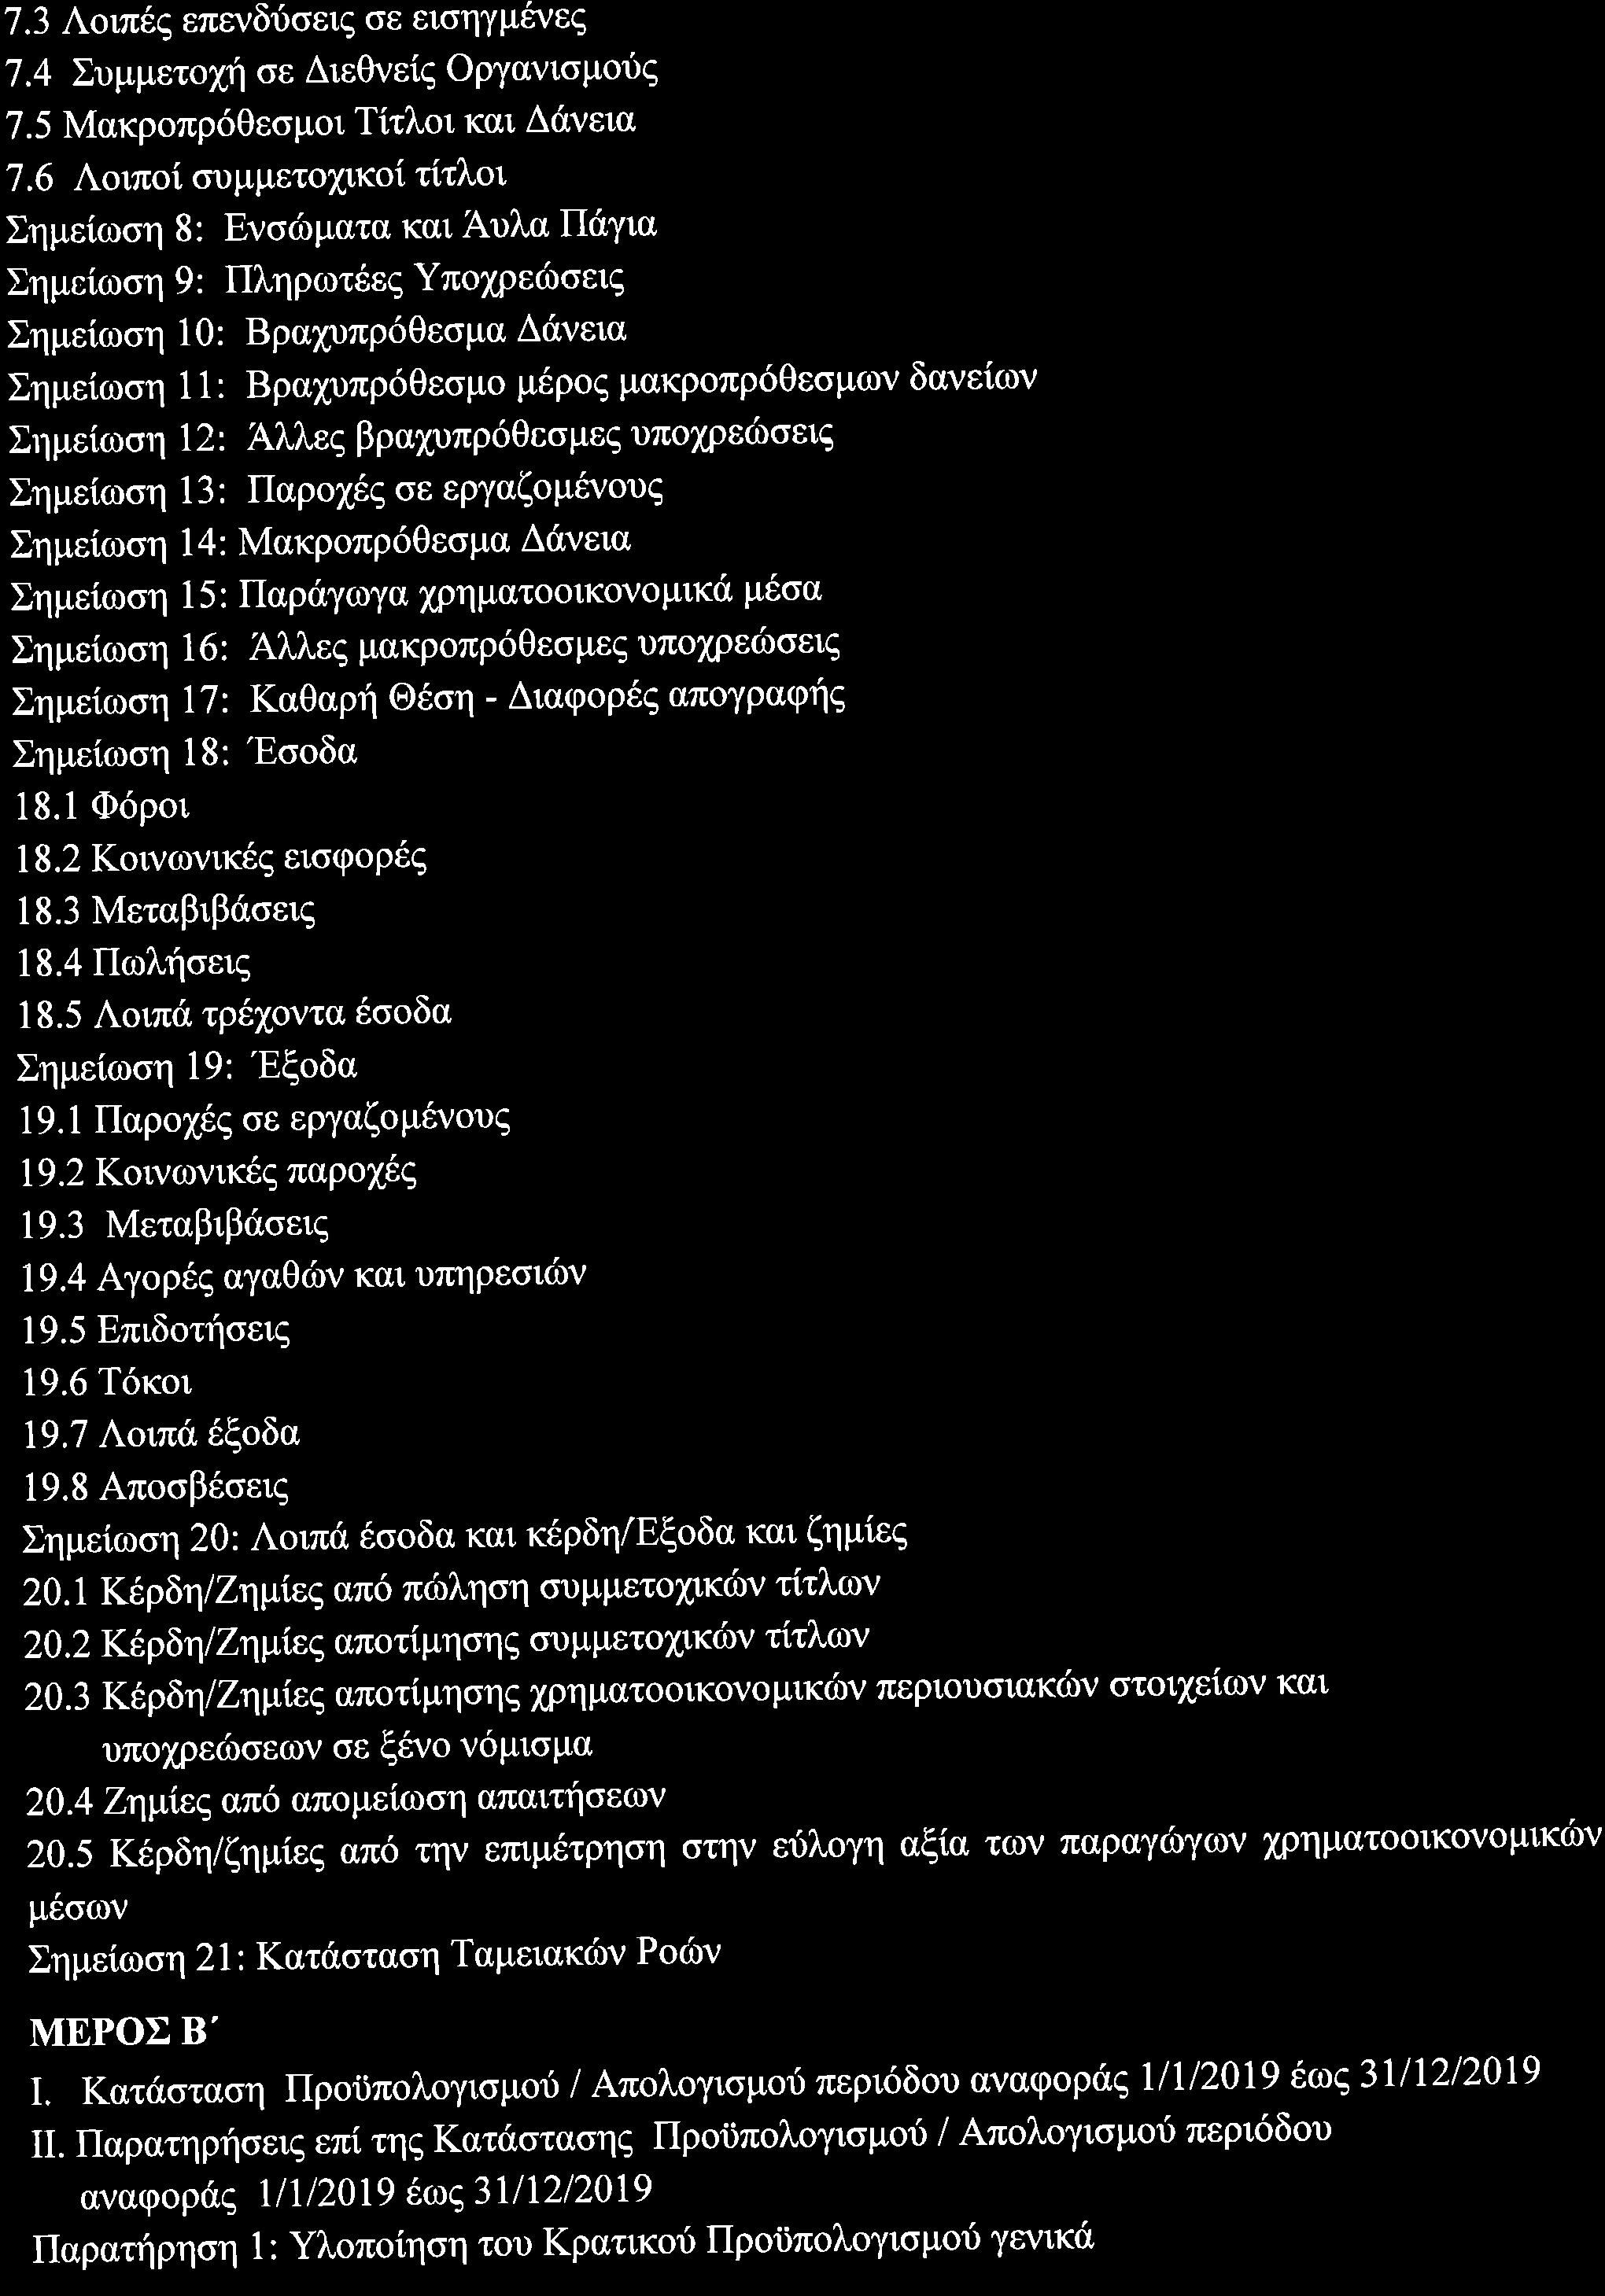 7.3 Λοιπές επενδύσεις σε εισηγμένες
7.4 Συμμετοχή σε Διεθνείς Οργανισμούς
7.5 Μακροπρόθεσμοι Τίτλοι και Δάνεια
7.6 Λοιποί συμμετοχικοί τίτλοι
Σημείωση 8: Ενσώματα και Άυλα Πάγια
Σημείωση 9: Πληρωτέες Υποχρεώσεις
Σημείωση 10: Βραχυπρόθεσμα Δάνεια
Σημείωση 11: Βραχυπρόθεσμο μέρος μακροπρόθεσμων δανείων
Σημείωση 12: Άλλες βραχυπρόθεσμες υποχρεώσεις
Σημείωση 13: Παροχές σε εργαζομένους
Σημείωση 14: Μακροπρόθεσμα Δάνεια
Σημείωση 15: Παράγωγα χρηματοοικονομικά μέσα
Σημείωση 16: Άλλες μακροπρόθεσμες υποχρεώσεις
Σημείωση 17: Καθαρή Θέση - Διαφορές απογραφής
Σημείωση 18: Έσοδα
18.1 Φόροι
18.2 Κοινωνικές εισφορές
18.3 Μεταβιβάσεις
18.4 Πωλήσεις
18.5 Λοιπά τρέχοντα έσοδα
Σημείωση 19: Έξοδα
19.1 Παροχές σε εργαζομένους
19.2 Κοινωνικές παροχές
19.3 Μεταβιβάσεις
19.4 Αγορές αγαθών και υπηρεσιών
19.5 Επιδοτήσεις
19.6 Τόκοι
19.7 Λοιπά έξοδα
19.8 Αποσβέσεις
Σημείωση 20: Λοιπά έσοδα και κέρδη/Έξοδα και ζημίες
20.1 Κέρδη/Ζημίες από πώληση συμμετοχικών τίτλων
20.2 Κέρδη/Ζημίες αποτίμησης συμμετοχικών τίτλων
20.3 Κέρδη/Ζημίες αποτίμησης χρηματοοικονομικών περιουσιακών στοιχείων και
υποχρεώσεων σε ξένο νόμισμα
20.4 Ζημίες από απομείωση απαιτήσεων
20.5 Κέρδη/ζημίες από την επιμέτρηση στην εύλογη αξία των παραγώγων χρηματοοικονομικών
μέσων
Σημείωση 21: Κατάσταση Ταμειακών Ροών
ΜΕΡΟΣ Β΄
Ι. Κατάσταση Προϋπολογισμού / Απολογισμού περιόδου αναφοράς 1/1/2019 έως 31/12/2019
ΙΙ. Παρατηρήσεις επί της Κατάστασης Προϋπολογισμού / Απολογισμού περιόδου
αναφοράς 1/1/2019 έως 31/12/2019
Παρατήρηση 1: Υλοποίηση του Κρατικού Προϋπολογισμού γενικά